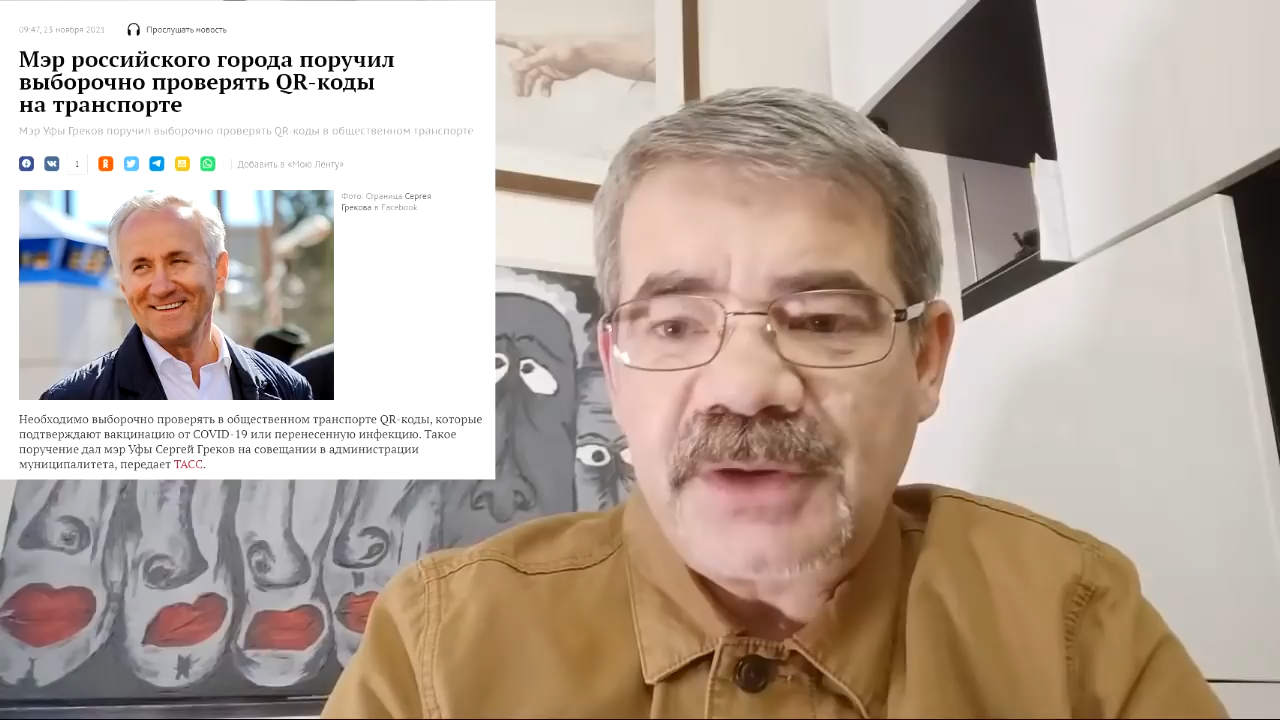 09:47, 23 ноября 2021
Прослушать новость
Мэр российского города поручил
выборочно проверять QR-коды
на транспорте
Мэр Уфы Греков поручил выборочно проверять QR-коды в общественном транспорте
1
Добавить в «Мою Ленту»
Фото: Страница Сергея
Грекова в Facebook
Необходимо выборочно проверять в общественном транспорте QR-коды, которые
подтверждают вакцинацию от COVID-19 или перенесенную инфекцию. Такое
поручение дал мэр Уфы Сергей Греков на совещании в администрации
муниципалитета, передает ТАСС.